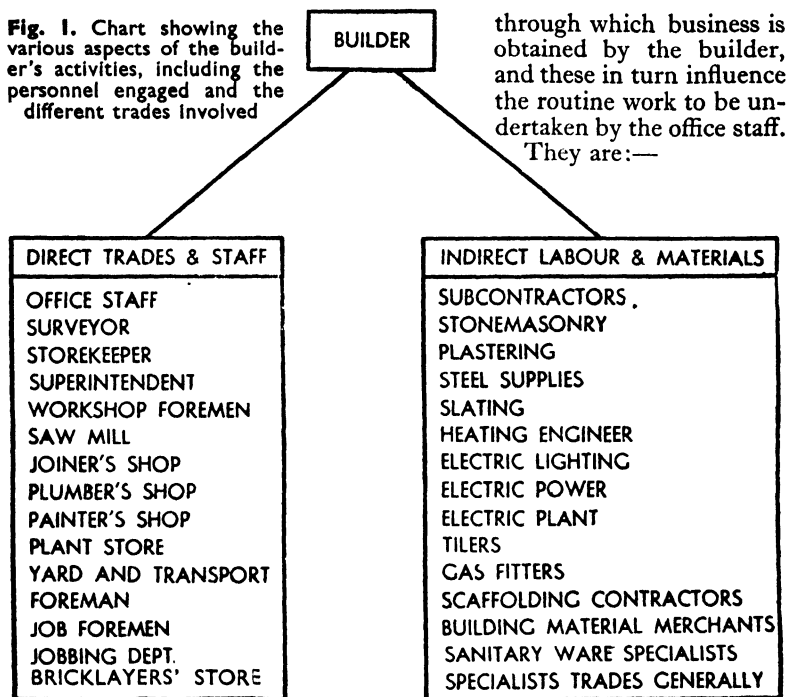 Fig. 1. Chart showing the
various aspects of the build-
er's activities, including the
personnel engaged and the
different trades involved
BUILDER
through which business is
obtained by the builder,
and these in turn influence
the routine work to be un-
dertaken by the office staff.
They are:—
DIRECT TRADES & STAFF
OFFICE STAFF
SURVEYOR
STOREKEEPER
SUPERINTENDENT
WORKSHOP FOREMEN
SAW MILL
JOINER'S SHOP
PLUMBER'S SHOP
PAINTER'S SHOP
PLANT STORE
YARD AND TRANSPORT
FOREMAN
JOB FOREMEN
JOBBING DEPT.
BRICKLAYERS' STORE
INDIRECT LABOUR & MATERIALS
SUBCONTRACTORS.
STONEMASONRY
PLASTERING
STEEL SUPPLIES
SLATING
HEATING ENGINEER
ELECTRIC LIGHTING
ELECTRIC POWER
ELECTRIC PLANT
TILERS
GAS FITTERS
SCAFFOLDING CONTRACTORS
BUILDING MATERIAL MERCHANTS
SANITARY WARE SPECIALISTS
SPECIALISTS TRADES GENERALLY